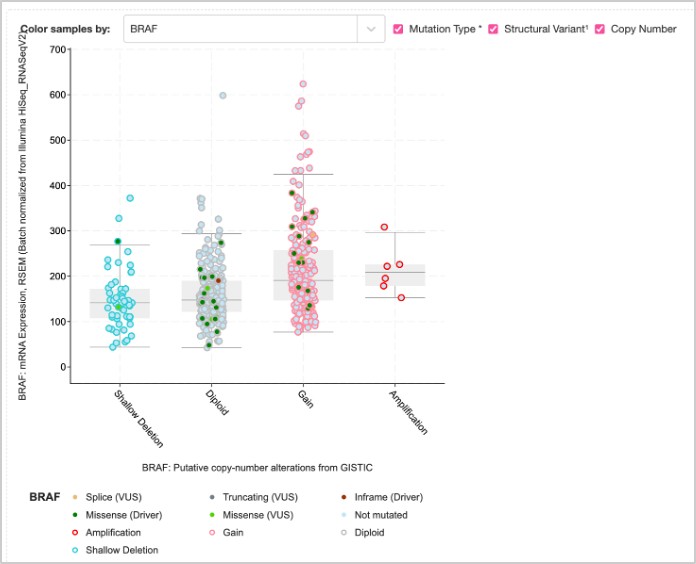 Color samples by:
BRAF
Mutation Type *
Structural Variant¹
Copy Number
BRAF: mRNA Expression, RSEM (Batch normalized from Illumina HiSeq_RNASeqV2)
700
600
500
400
300
200
100
0
Shallow Deletion
Diploid
Gain
Amplification
BRAF: Putative copy-number alterations from GISTIC
BRAF
Splice (VUS) Truncating (VUS) Inframe (Driver)
Missense (Driver) Missense (VUS) Not mutated
Amplification Gain Diploid
Shallow Deletion